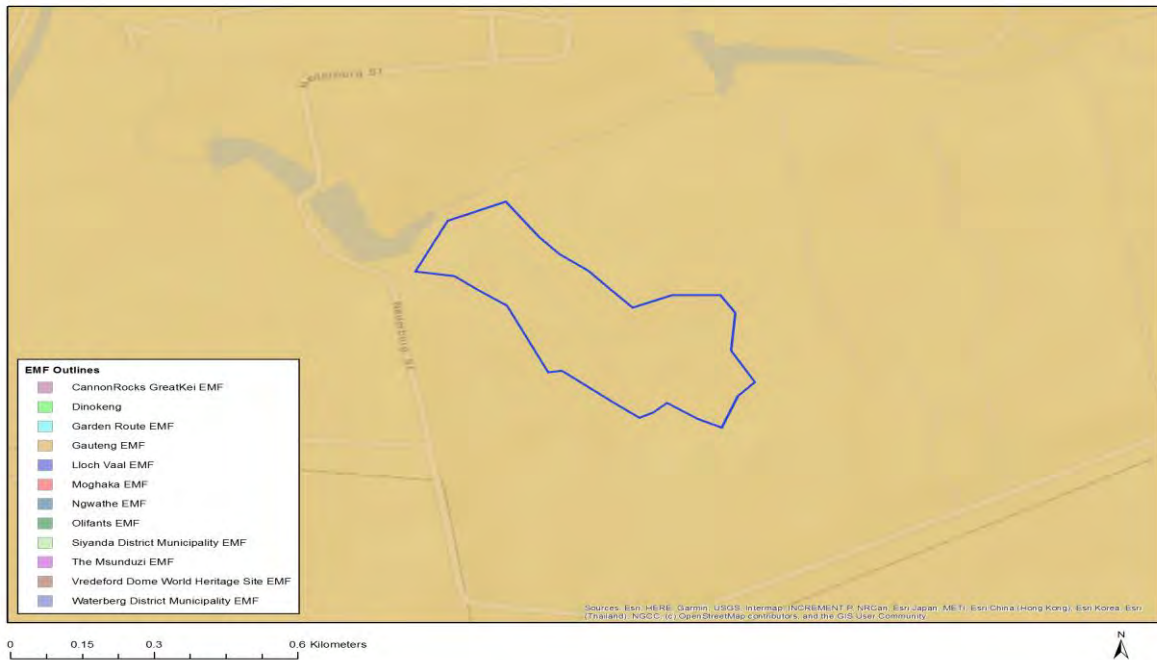 Naumburg St
EMF Outlines
CannonRocks GreatKei EMF
Dinokeng
Garden Route EMF
Gauteng EMF
Lloch Vaal EMF
Moghaka EMF
Ngwathe EMF
Olifants EMF
Siyanda District Municipality EMF
The Msunduzi EMF
Vredeford Dome World Heritage Site EMF
Waterberg District Municipality EMF
Sources: Esri, HERE, Garmin, USGS, Intermap, INCREMENT P, NRCan, Esri Japan, METI, Esri China (Hong Kong), Esri Korea, Esri
(Thailand), NGCC, (c) OpenStreetMap contributors, and the GIS User Community
0 0.15 0.3 0.6 Kilometers
N